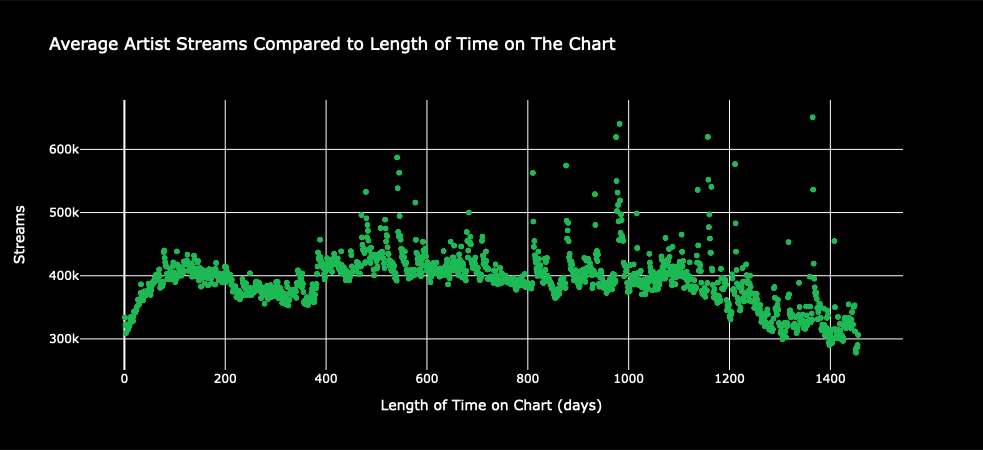 Average Artist Streams Compared to Length of Time on The Chart
600k
500k
400k
300k
Streams
0 200 400 600 800 1000 1200 1400
Length of Time on Chart (days)